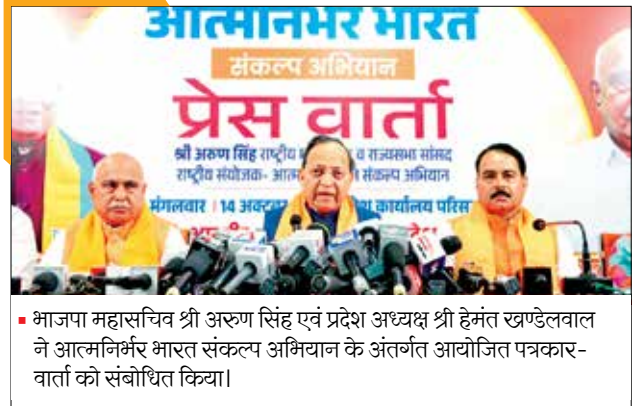 आत्मनिर्भर भारत
संकल्प अभियान
प्रेस वार्ता
श्री अरुण सिंह राष्ट्रीय व राज्यसभा सांसद
राष्ट्रीय संयोजक- संकल्प अभियान
मंगलवार । 14 कार्यालय
भाजपा महासचिव श्री अरुण सिंह एवं प्रदेश अध्यक्ष श्री हेमंत खण्डेलवाल
ने आत्मनिर्भर भारत संकल्प अभियान के अंतर्गत आयोजित पत्रकार-
वार्ता को संबोधित किया।